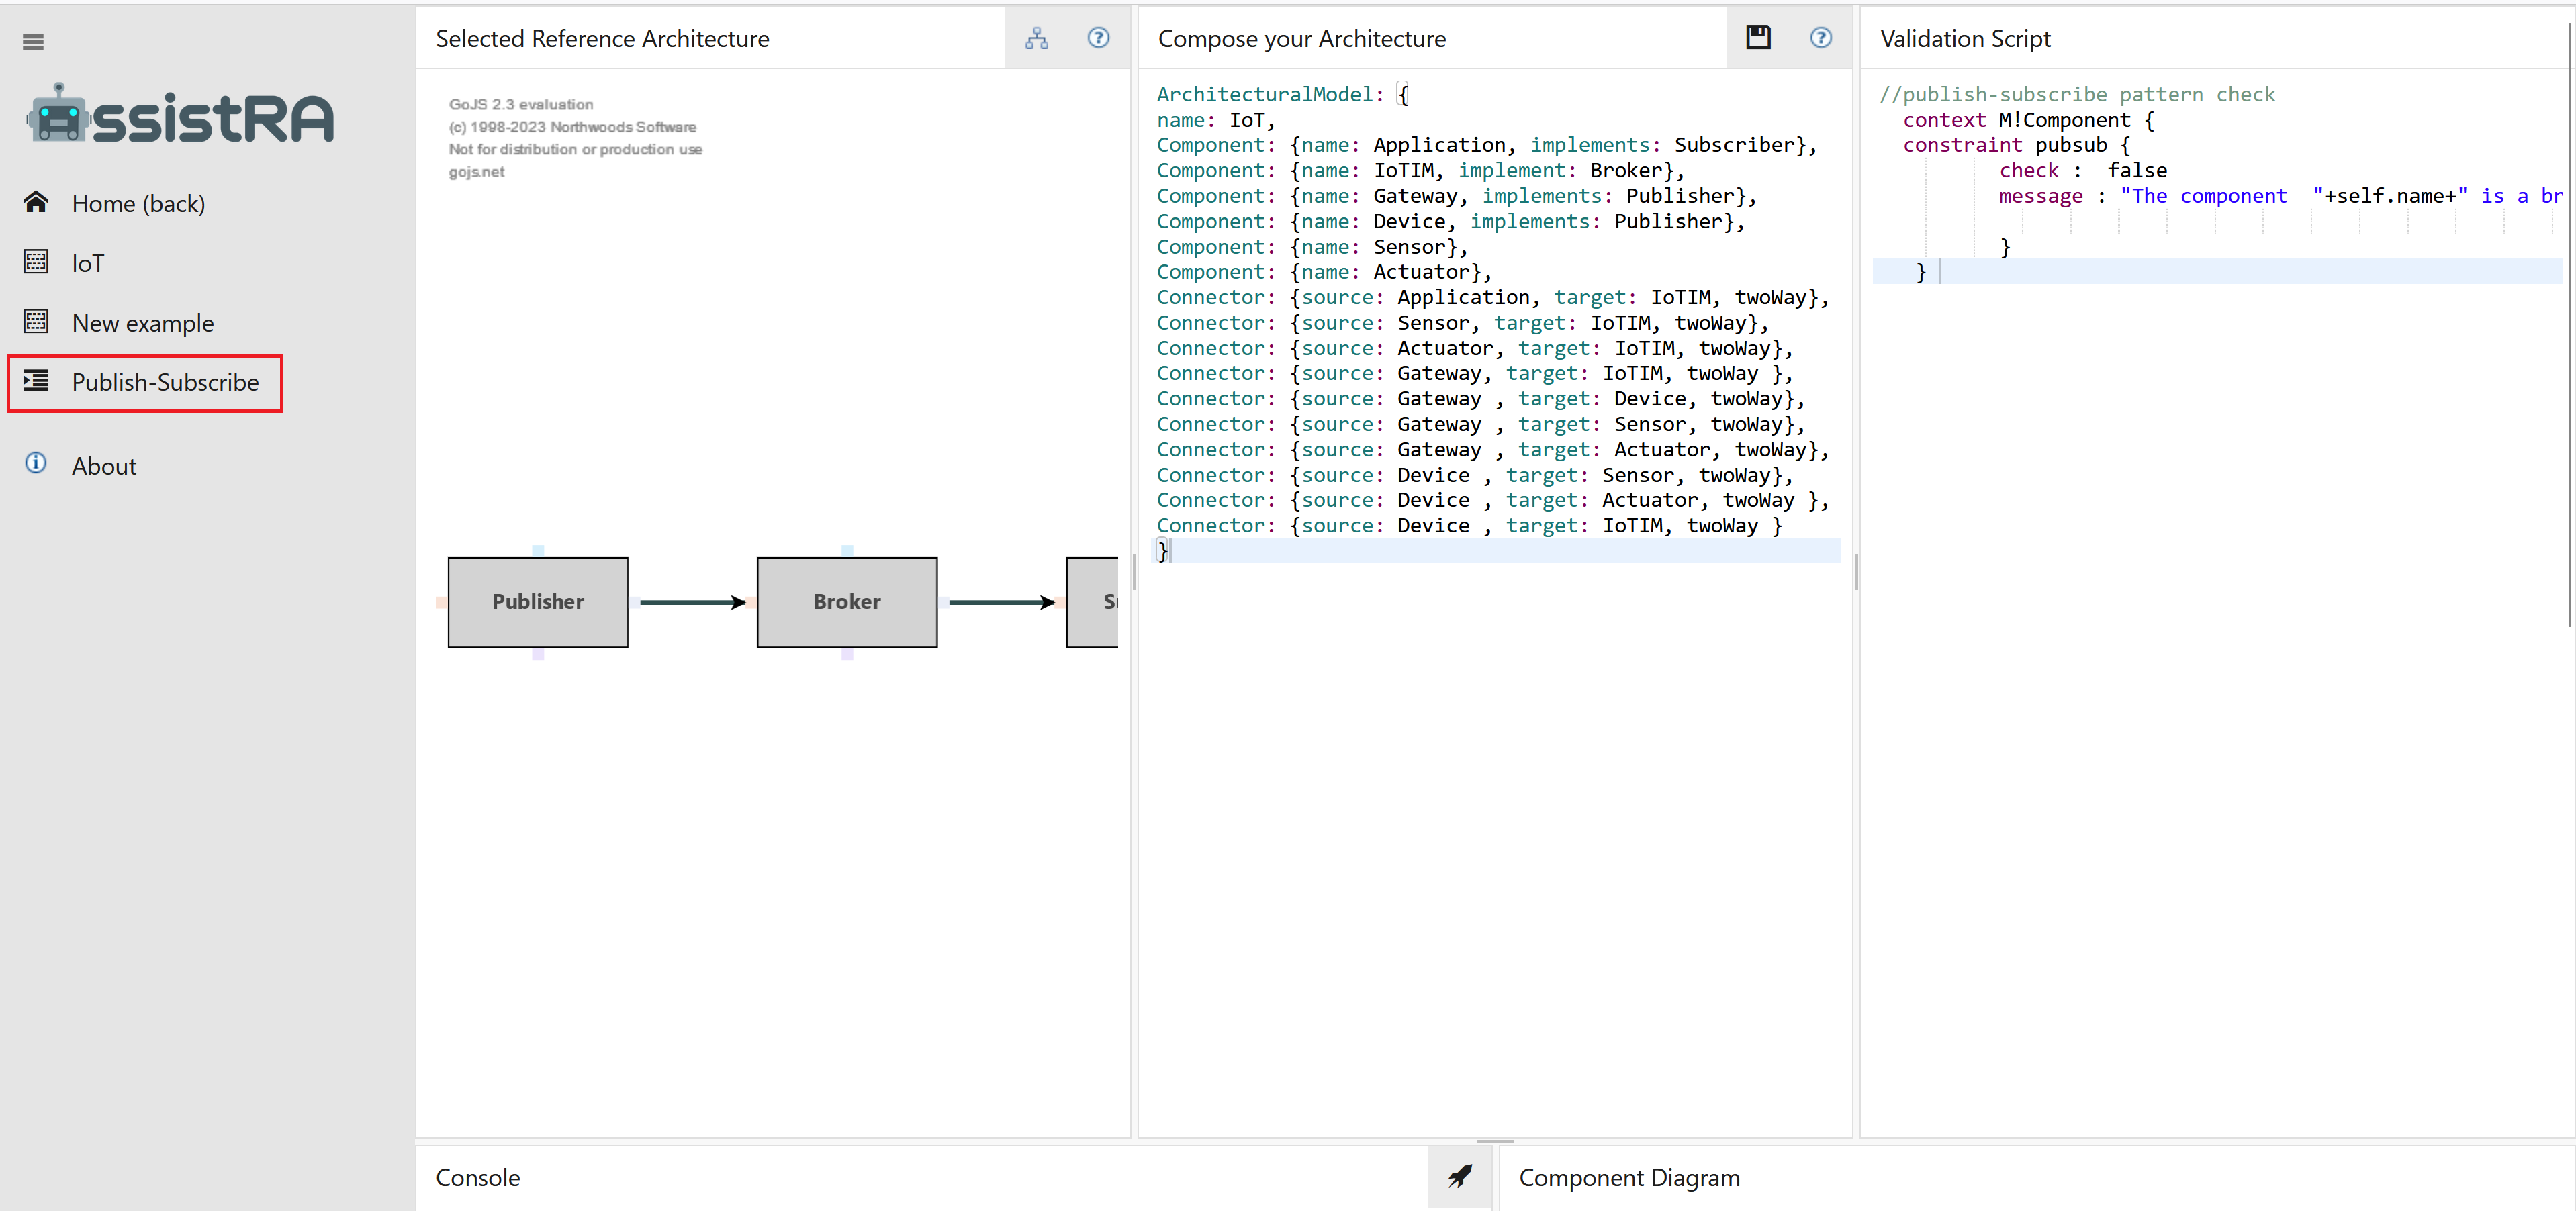 ssistRA
Home (back)
IoT
New example
Publish-Subscribe
About
Selected Reference Architecture
GoJS 2.3 evaluation
(c) 1998-2023 Northwoods Software
Not for distribution or production use
gojs.net
Publisher
Broker
Compose your Architecture
ArchitecturalModel: {
name: IoT,
Component: {name: Application, implements: Subscriber},
Component: {name: IoTIM, implement: Broker},
Component: {name: Gateway, implements: Publisher},
Component: {name: Device, implements: Publisher},
Component: {name: Sensor},
Component: {name: Actuator},
Connector: {source: Application, target: IoTIM, twoWay},
Connector: {source: Sensor, target: IoTIM, twoWay},
Connector: {source: Actuator, target: IoTIM, twoWay},
Connector: {source: Gateway, target: IoTIM, twoWay },
Connector: {source: Gateway , target: Device, twoWay},
Connector: {source: Gateway , target: Sensor, twoWay},
Connector: {source: Gateway , target: Actuator, twoWay},
Connector: {source: Device , target: Sensor, twoWay},
Connector: {source: Device , target: Actuator, twoWay },
Connector: {source: Device , target: IoTIM, twoWay }
}
Validation Script
//publish-subscribe pattern check
context M!Component {
constraint pubsub {
check :  false
message : "The component  "+self.name+" is a br
}
}
Console
Component Diagram